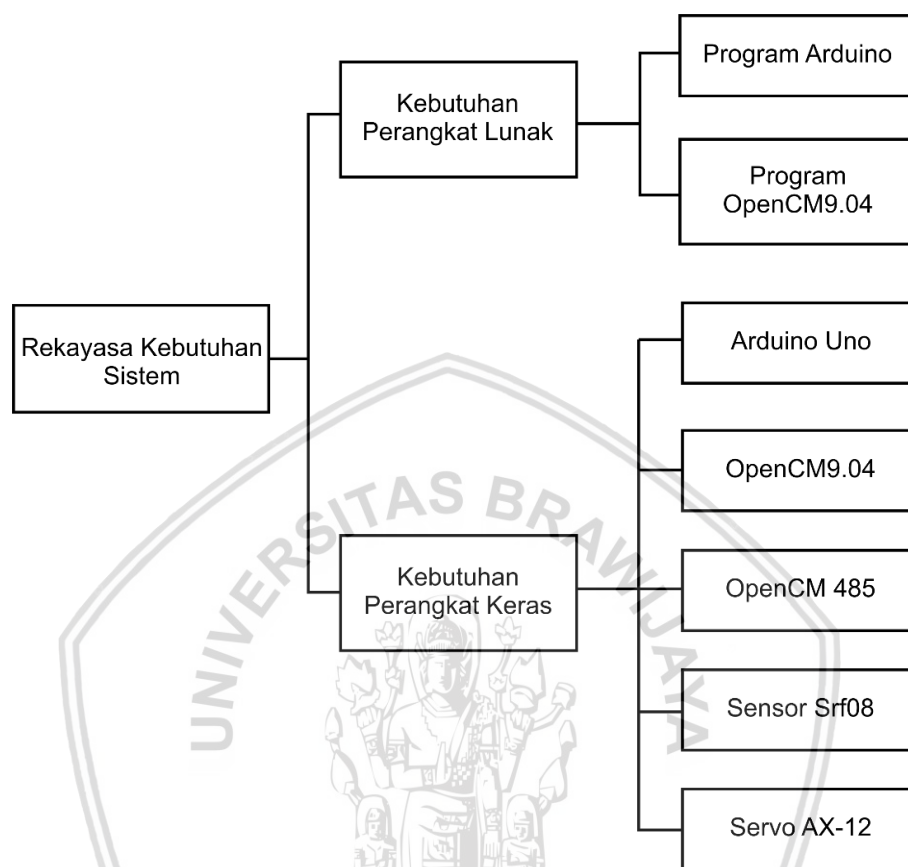 Program Arduino
Kebutuhan
Perangkat Lunak
Program
OpenCM9.04
Rekayasa Kebutuhan
Sistem
Arduino Uno
OpenCM9.04
Kebutuhan
Perangkat Keras
OpenCM 485
Sensor Srf08
Servo AX-12
UNIVERSITAS BRAWIJAYA